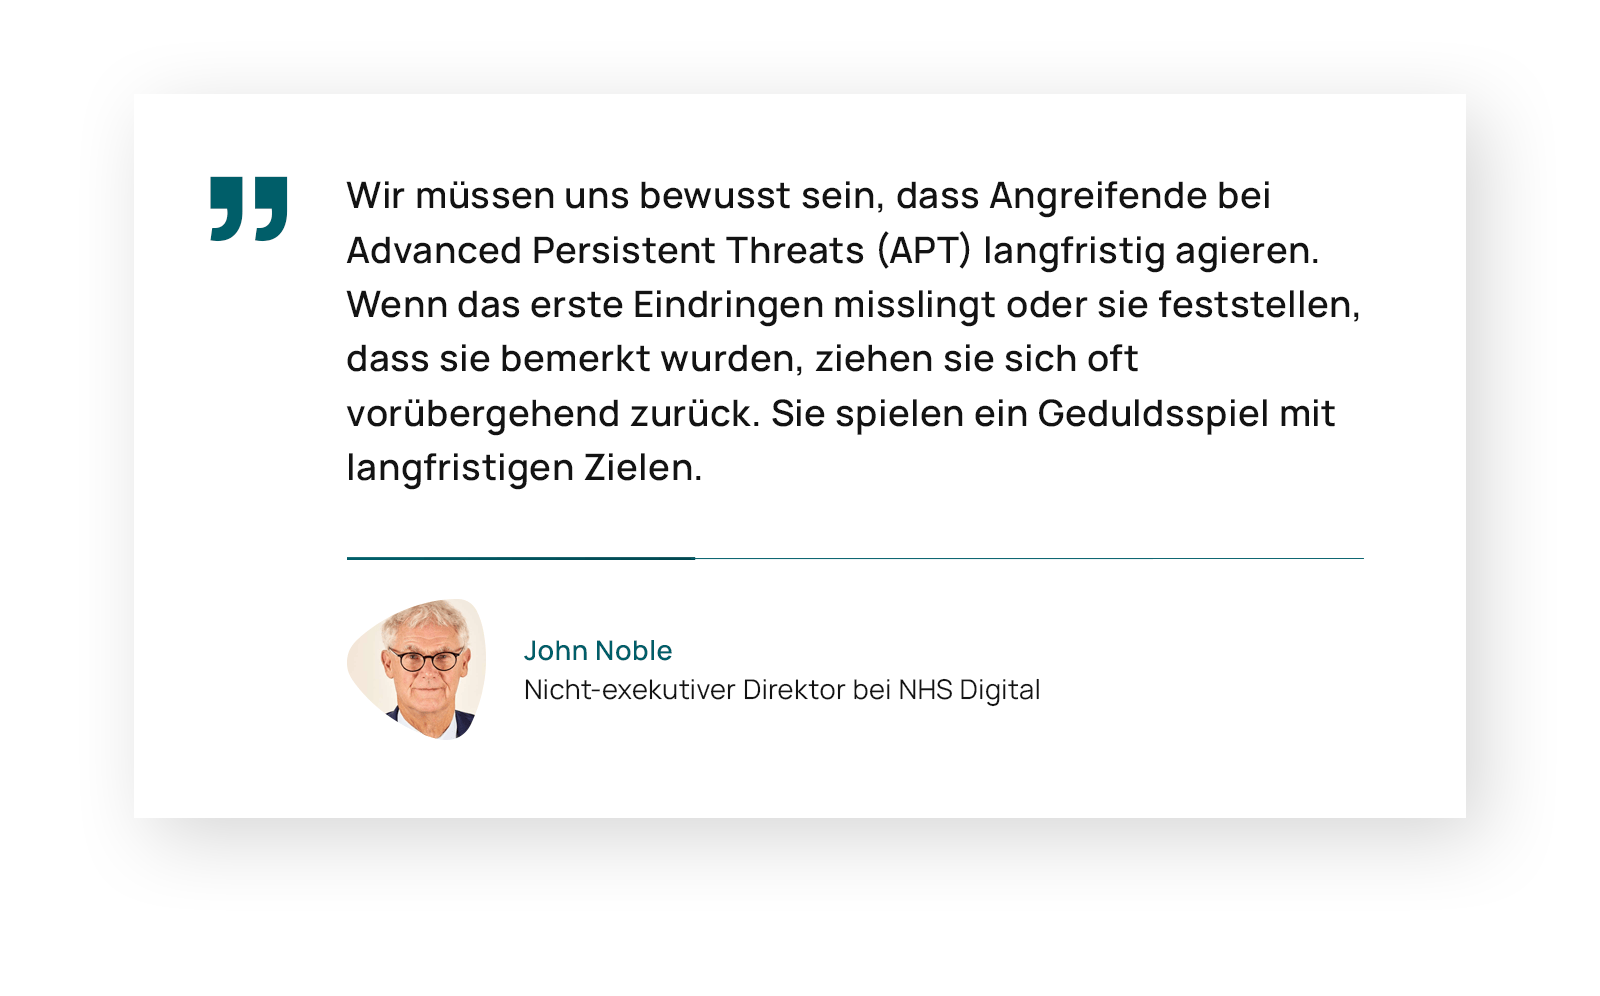 Wir müssen uns bewusst sein, dass Angreifende bei
Advanced Persistent Threats (APT) langfristig agieren.
Wenn das erste Eindringen misslingt oder sie feststellen,
dass sie bemerkt wurden, ziehen sie sich oft
vorübergehend zurück. Sie spielen ein Geduldsspiel mit
langfristigen Zielen.
John Noble
Nicht-exekutiver Direktor bei NHS Digital